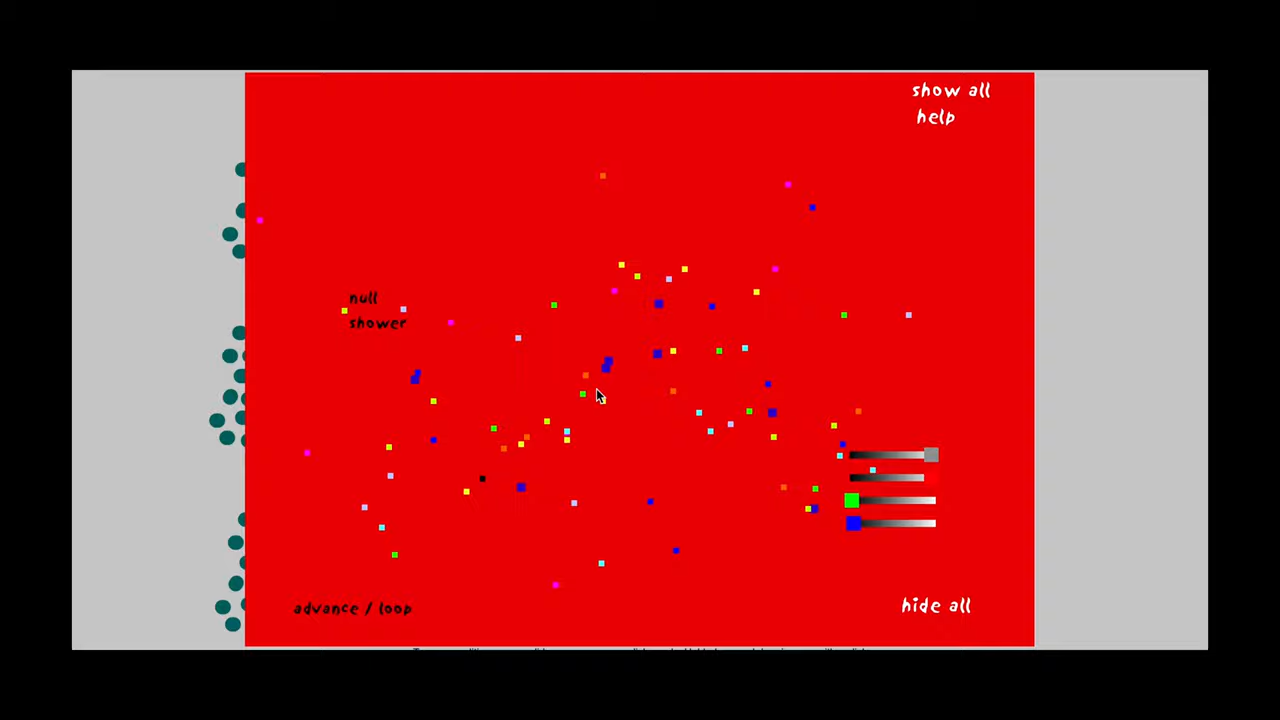 show all
help
null
shower
advance / loop
hide all